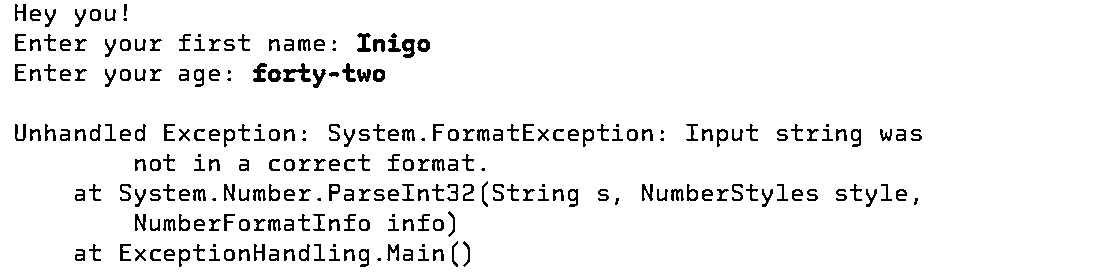 Hey you!
Enter your first name: Inigo
Enter your age: forty-two
Unhandled Exception: System.FormatException: Input string was
not in a correct format.
at System.Number.ParseInt32(String s, NumberStyles style,
NumberFormatInfo info)
at ExceptionHandling.Main()